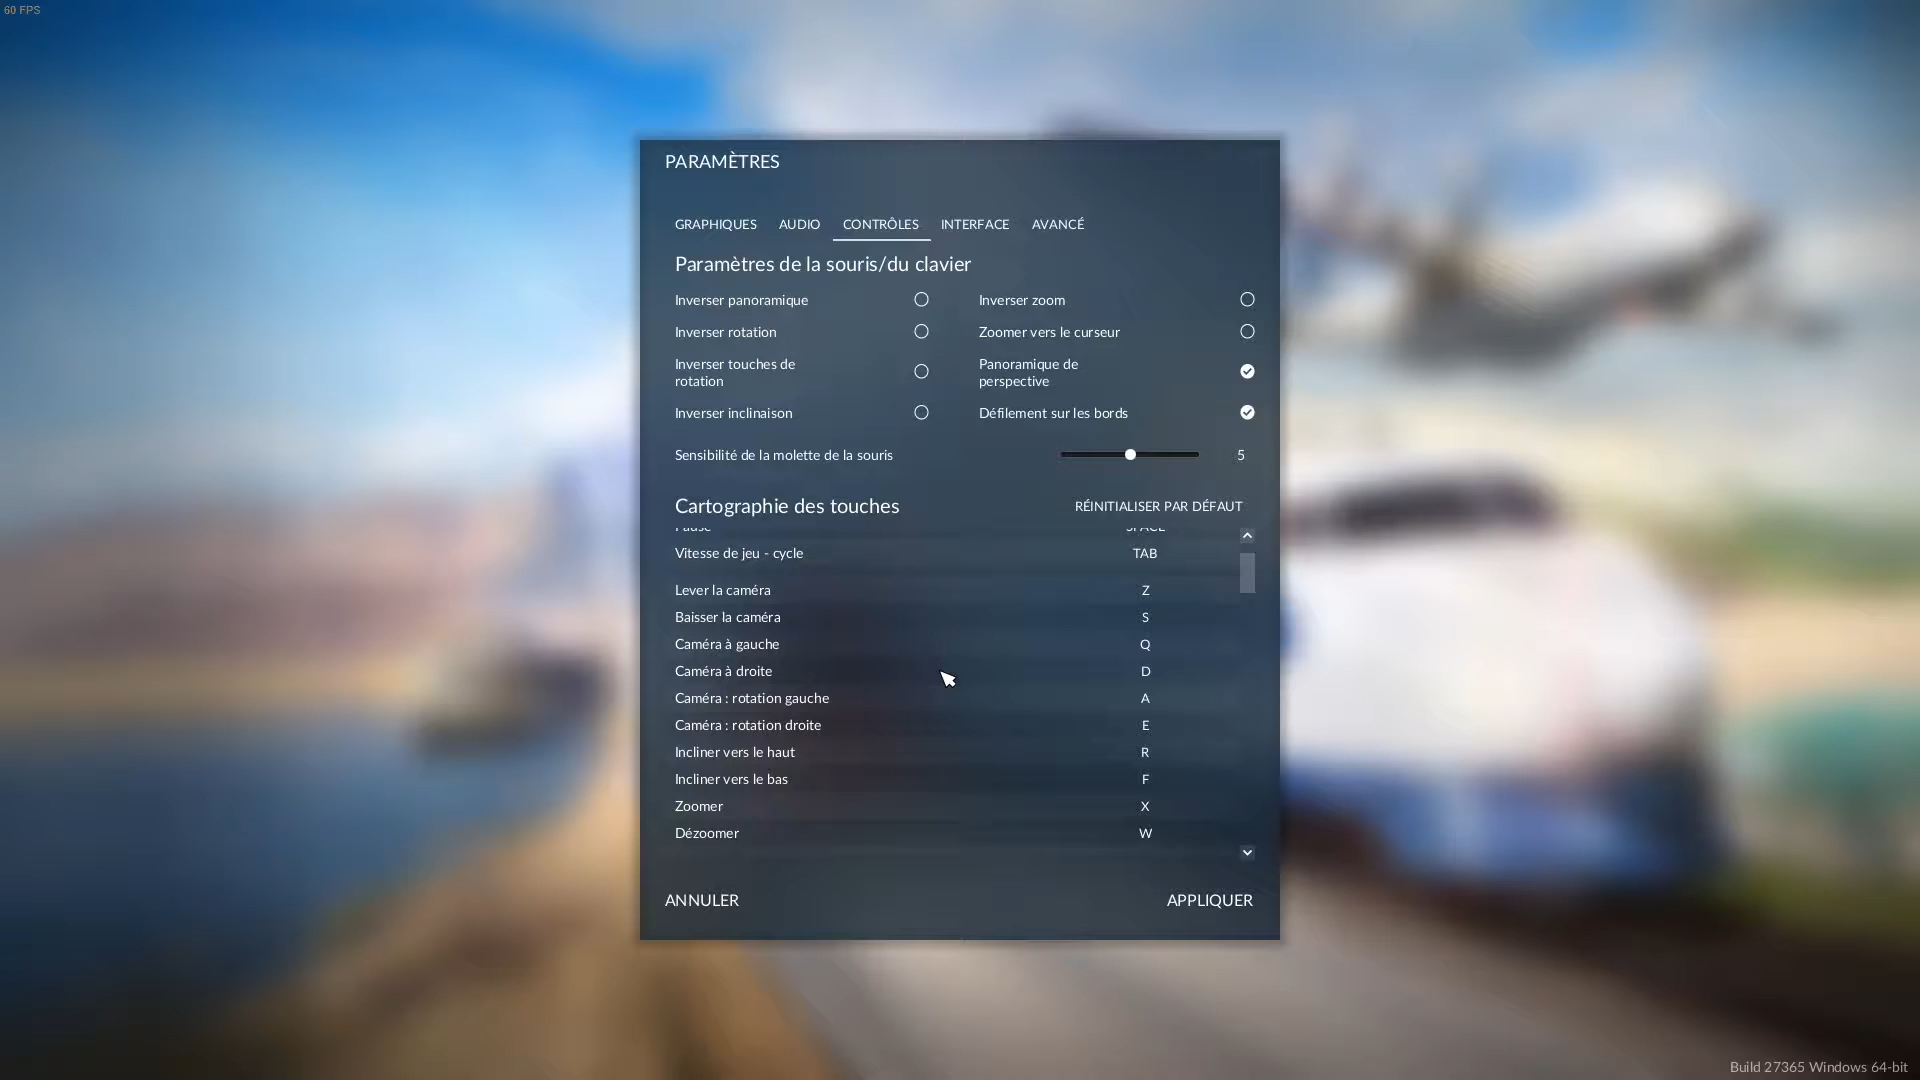 60 FPS
PARAMÈTRES
GRAPHIQUES AUDIO CONTRÔLES INTERFACE AVANCÉ
Paramètres de la souris/du clavier
Inverser panoramique Inverser zoom
Inverser rotation Zoomer vers le curseur
Inverser touches de rotation Panoramique de perspective
Inverser inclinaison Défilement sur les bords
Sensibilité de la molette de la souris 5
Cartographie des touches RÉINITIALISER PAR DÉFAUT
Pause SPACE
Vitesse de jeu - cycle TAB
Lever la caméra Z
Baisser la caméra S
Caméra à gauche Q
Caméra à droite D
Caméra : rotation gauche A
Caméra : rotation droite E
Incliner vers le haut R
Incliner vers le bas F
Zoomer X
Dézoomer W
ANNULER APPLIQUER
Build 27365 Windows 64-bit